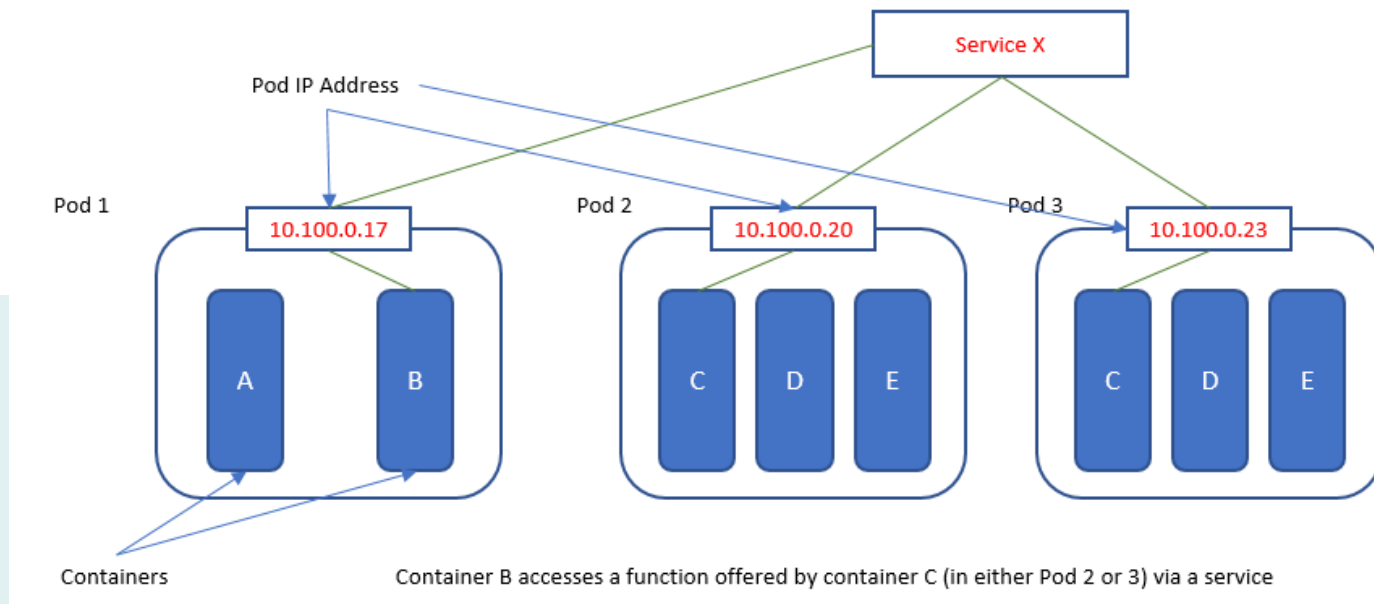 Service X
Pod IP Address
Pod 1
Pod 2
Pod 3
10.100.0.17
10.100.0.20
10.100.0.23
A
B
C
D
E
C
D
E
Containers
Container B accesses a function offered by container C (in either Pod 2 or 3) via a service